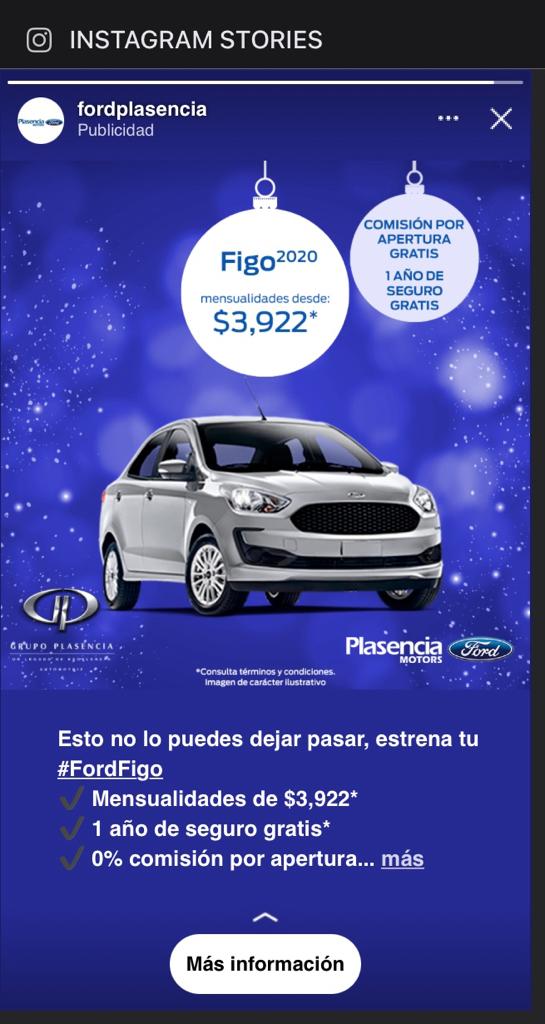 INSTAGRAM STORIES
fordplasencia
Publicidad
Figo2020
mensualidades desde:
$3,922*
COMISIÓN POR
APERTURA
GRATIS
1 AÑO DE
SEGURO
GRATIS
GRUPO PLASENCIA
Plasencia
MOTORS
Ford
*Consulta términos y condiciones.
Imagen de carácter ilustrativo
Esto no lo puedes dejar pasar, estrena tu
#FordFigo
✔ Mensualidades de $3,922*
✔ 1 año de seguro gratis*
✔ 0% comisión por apertura... más
Más información